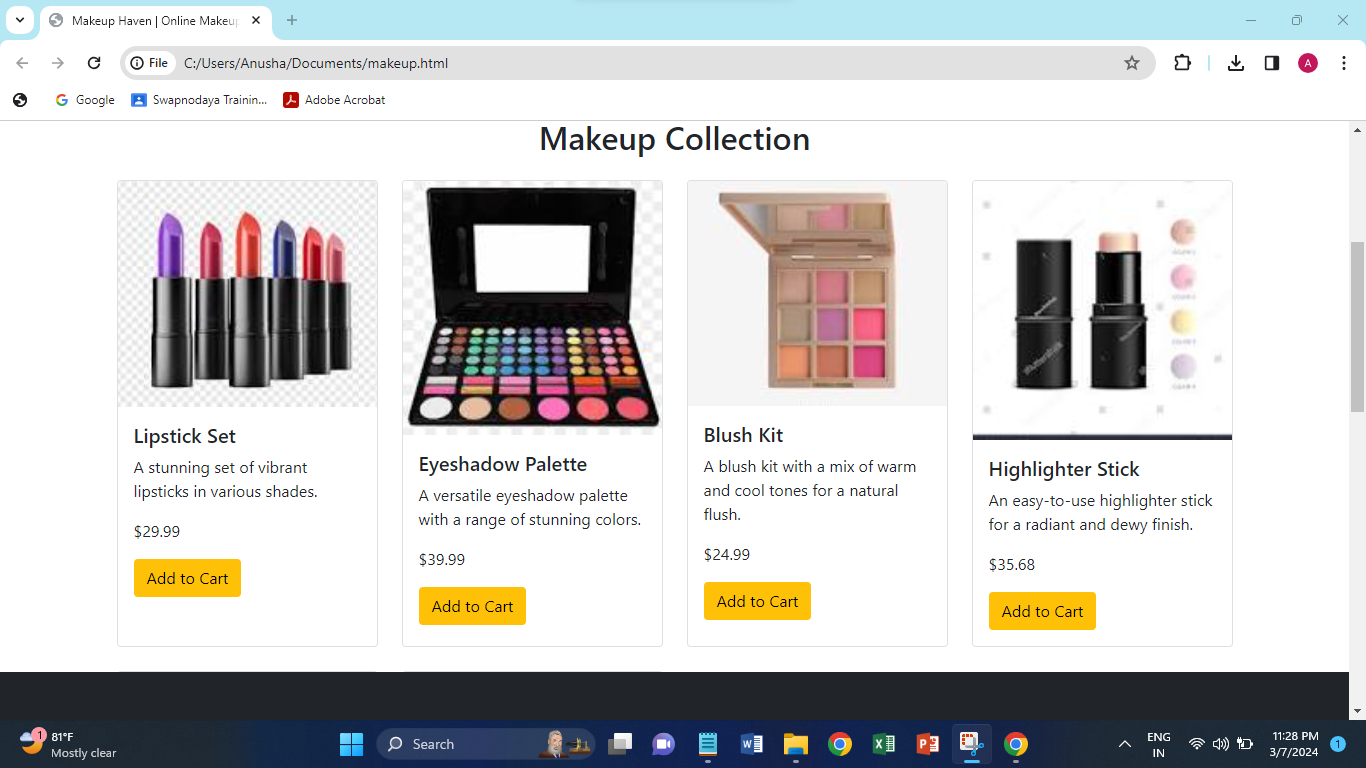 Makeup Haven | Online Makeup
File
C:/Users/Anusha/Documents/makeup.html
A
Google
Swapnodaya Trainin...
Adobe Acrobat
Makeup Collection
Lipstick Set
A stunning set of vibrant
lipsticks in various shades.
$29.99
Add to Cart
Eyeshadow Palette
A versatile eyeshadow palette
with a range of stunning colors.
$39.99
Add to Cart
Blush Kit
A blush kit with a mix of warm
and cool tones for a natural
flush.
$24.99
Add to Cart
Highlighter Stick
An easy-to-use highlighter stick
for a radiant and dewy finish.
$35.68
Add to Cart
1
81°F
Mostly clear
Search
ENG
IN
11:28 PM
3/7/2024
1